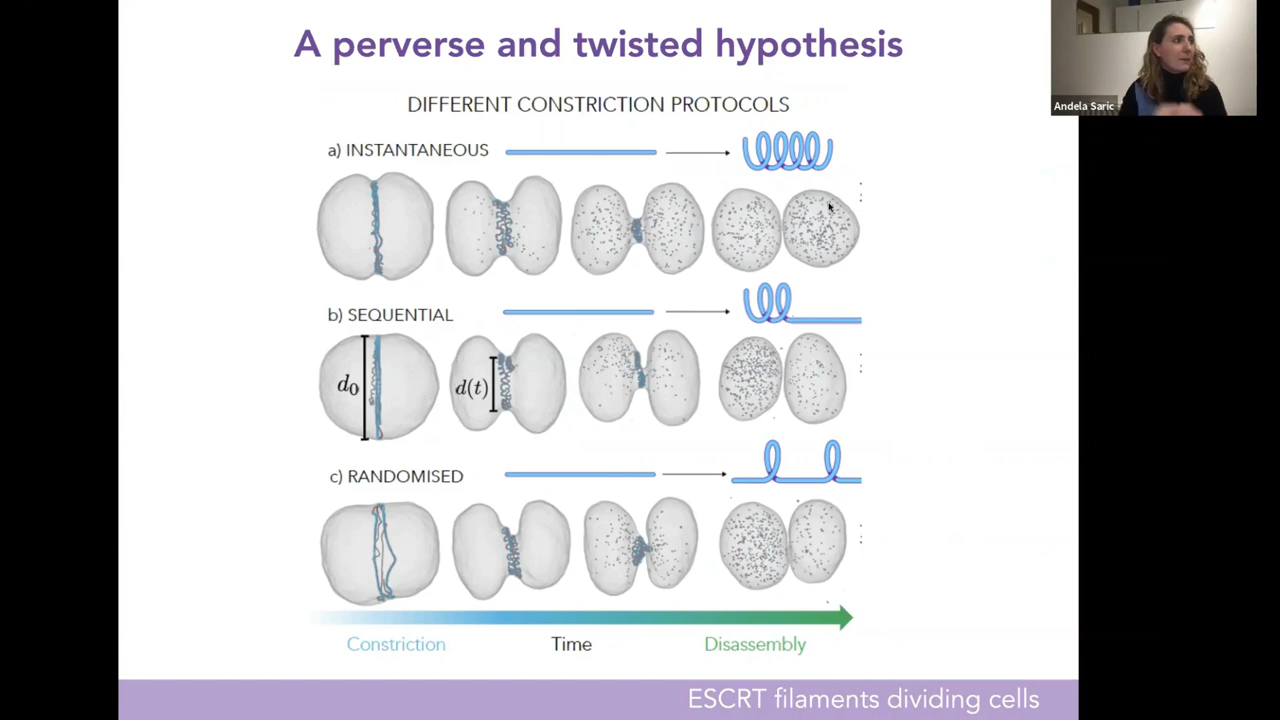 A perverse and twisted hypothesis
Andela Saric
DIFFERENT CONSTRICTION PROTOCOLS
a) INSTANTANEOUS
b) SEQUENTIAL
d0
d(t)
c) RANDOMISED
Constriction
Time
Disassembly
ESCRT filaments dividing cells